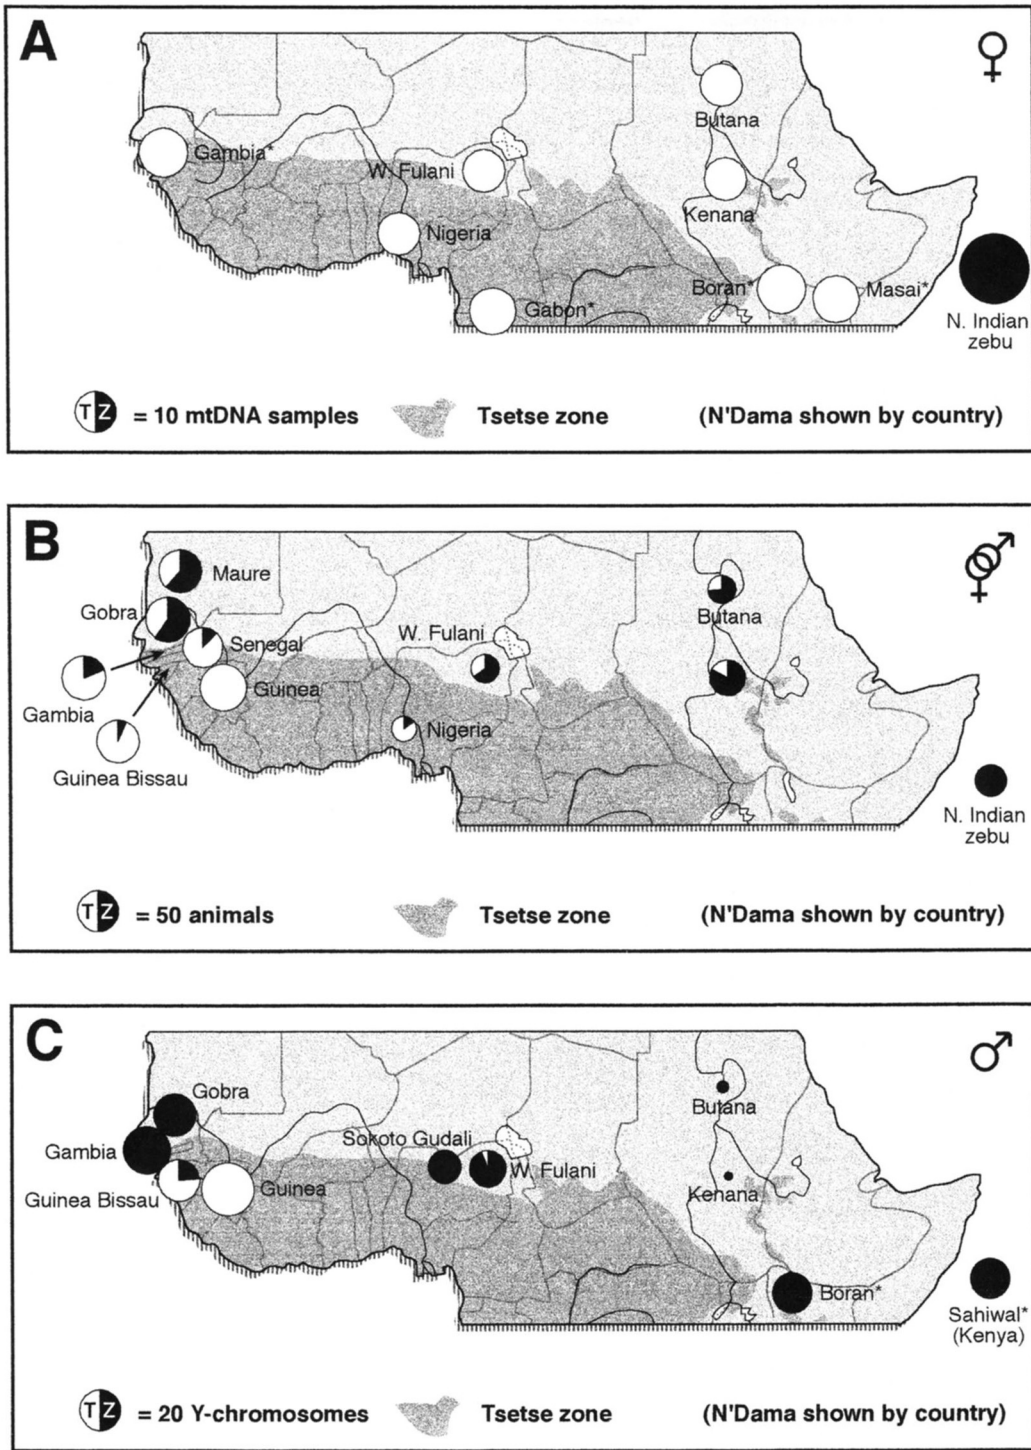 A
♀
Butana
Gambia*
W. Fulani
Kenana
Nigeria
Boran*
Masai*
Gabon*
N. Indian
zebu
TZ = 10 mtDNA samples Tsetse zone (N'Dama shown by country)
B
Maure
Gobra
Butana
W. Fulani
Senegal
Guinea
Gambia
Nigeria
Guinea Bissau
N. Indian
zebu
TZ = 50 animals Tsetse zone (N'Dama shown by country)
C
♂
Gobra
Butana
Sokoto Gudali
Gambia
W. Fulani
Guinea Bissau
Guinea
Kenana
Boran*
Sahiwal*
(Kenya)
TZ = 20 Y-chromosomes Tsetse zone (N'Dama shown by country)